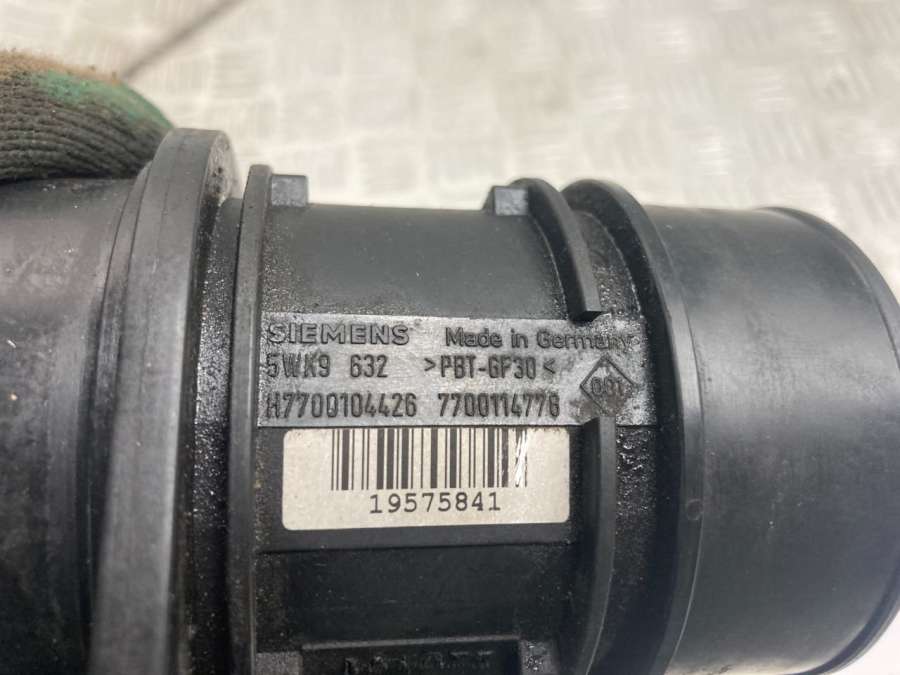 SIEMENS Made in Germany
5WK9 632 >PBT-GF30<
H7700104426 7700114778
19575841